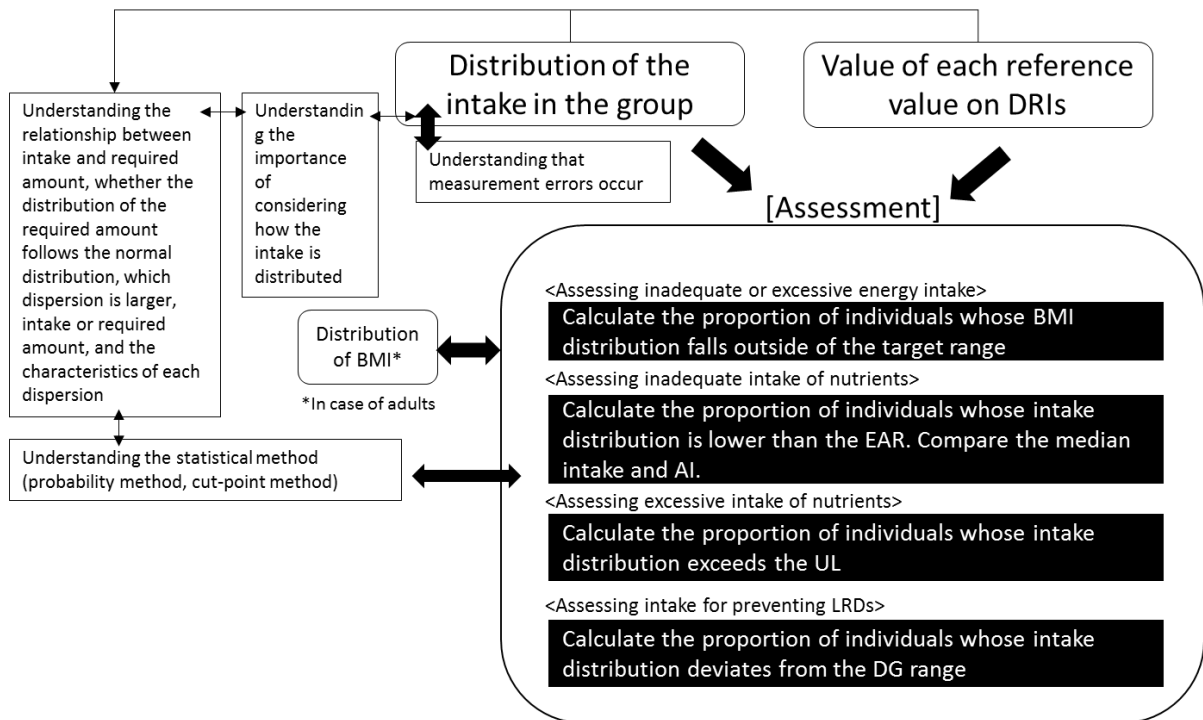 Distribution of the
intake in the group
Value of each reference
value on DRIs
Understanding the
relationship between
intake and required
amount, whether the
distribution of the
required amount
follows the normal
distribution, which
dispersion is larger,
intake or required
amount, and the
characteristics of each
dispersion
Understandin
g the
importance
of
considering
how the
intake is
distributed
Understanding that
measurement errors occur
[Assessment]
Distribution
of BMI*
*In case of adults
Understanding the statistical method
(probability method, cut-point method)
<Assessing inadequate or excessive energy intake>
Calculate the proportion of individuals whose BMI
distribution falls outside of the target range
<Assessing inadequate intake of nutrients>
Calculate the proportion of individuals whose intake
distribution is lower than the EAR. Compare the median
intake and AI.
<Assessing excessive intake of nutrients>
Calculate the proportion of individuals whose intake
distribution exceeds the UL
<Assessing intake for preventing LRDs>
Calculate the proportion of individuals whose intake
distribution deviates from the DG range